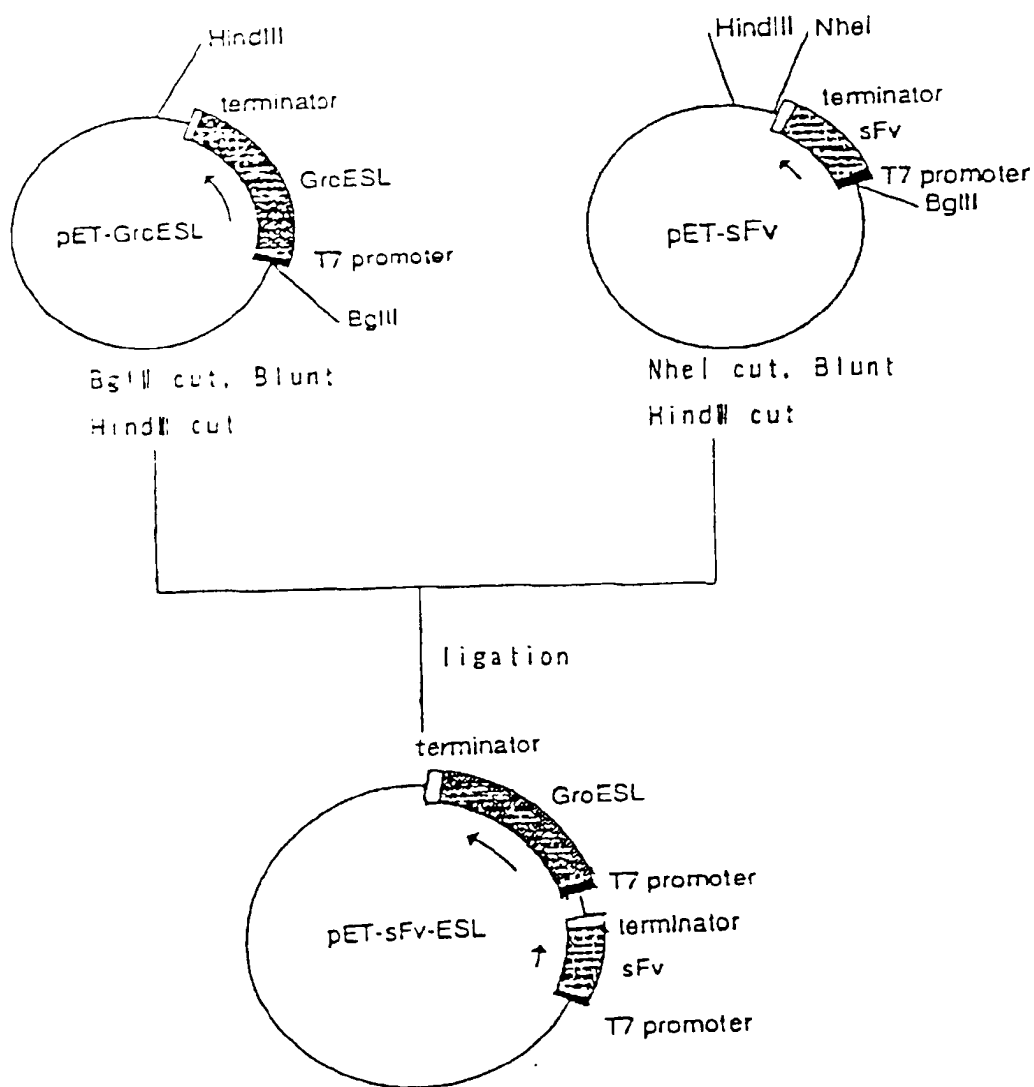 HindIII
terminator
GrcESL
pET-GrcESL
T7 promoter
BglII
BglII cut, Blunt
HindIII cut
HindIII NheI
terminator
sFv
T7 promoter
BglII
pET-sFv
NheI cut, Blunt
HindIII cut
ligation
terminator
GroESL
T7 promoter
terminator
sFv
T7 promoter
pET-sFv-ESL